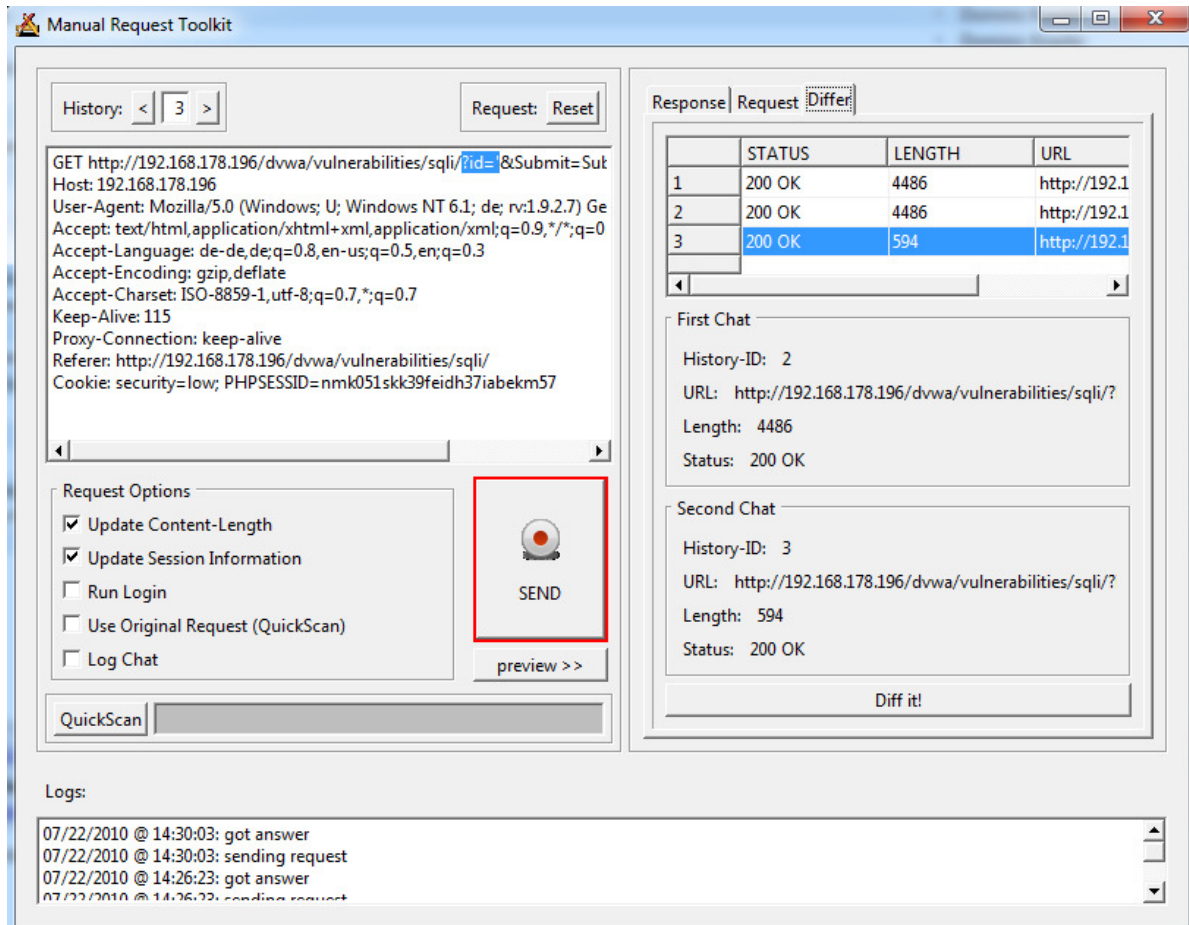 Manual Request Toolkit
History: < 3 >
Request: Reset
GET http://192.168.178.196/dvwa/vulnerabilities/sqli/?id='&Submit=Sub
Host: 192.168.178.196
User-Agent: Mozilla/5.0 (Windows; U; Windows NT 6.1; de; rv:1.9.2.7) Ge
Accept: text/html,application/xhtml+xml,application/xml;q=0.9,*/*;q=0
Accept-Language: de-de,de;q=0.8,en-us;q=0.5,en;q=0.3
Accept-Encoding: gzip,deflate
Accept-Charset: ISO-8859-1,utf-8;q=0.7,*;q=0.7
Keep-Alive: 115
Proxy-Connection: keep-alive
Referer: http://192.168.178.196/dvwa/vulnerabilities/sqli/
Cookie: security=low; PHPSESSID=nmk051skk39feidh37iabekm57
Request Options
Update Content-Length
Update Session Information
Run Login
Use Original Request (QuickScan)
Log Chat
SEND
preview >>
QuickScan
Response Request Differ
STATUS LENGTH URL
1 200 OK 4486 http://192.1
2 200 OK 4486 http://192.1
3 200 OK 594 http://192.1
First Chat
History-ID: 2
URL: http://192.168.178.196/dvwa/vulnerabilities/sqli/?
Length: 4486
Status: 200 OK
Second Chat
History-ID: 3
URL: http://192.168.178.196/dvwa/vulnerabilities/sqli/?
Length: 594
Status: 200 OK
Diff it!
Logs:
07/22/2010 @ 14:30:03: got answer
07/22/2010 @ 14:30:03: sending request
07/22/2010 @ 14:26:23: got answer
07/22/2010 @ 14:26:23: sending request